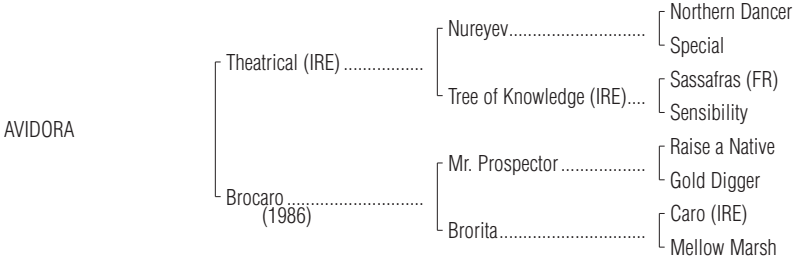 Northern Dancer
Nureyev..............................
Special
Theatrical (IRE) .................
Sassafras (FR)
Tree of Knowledge (IRE)....
Sensibility
AVIDORA
Raise a Native
Mr. Prospector ..................
Gold Digger
Brocaro .............................
(1986)
Caro (IRE)
Brorita...............................
Mellow Marsh